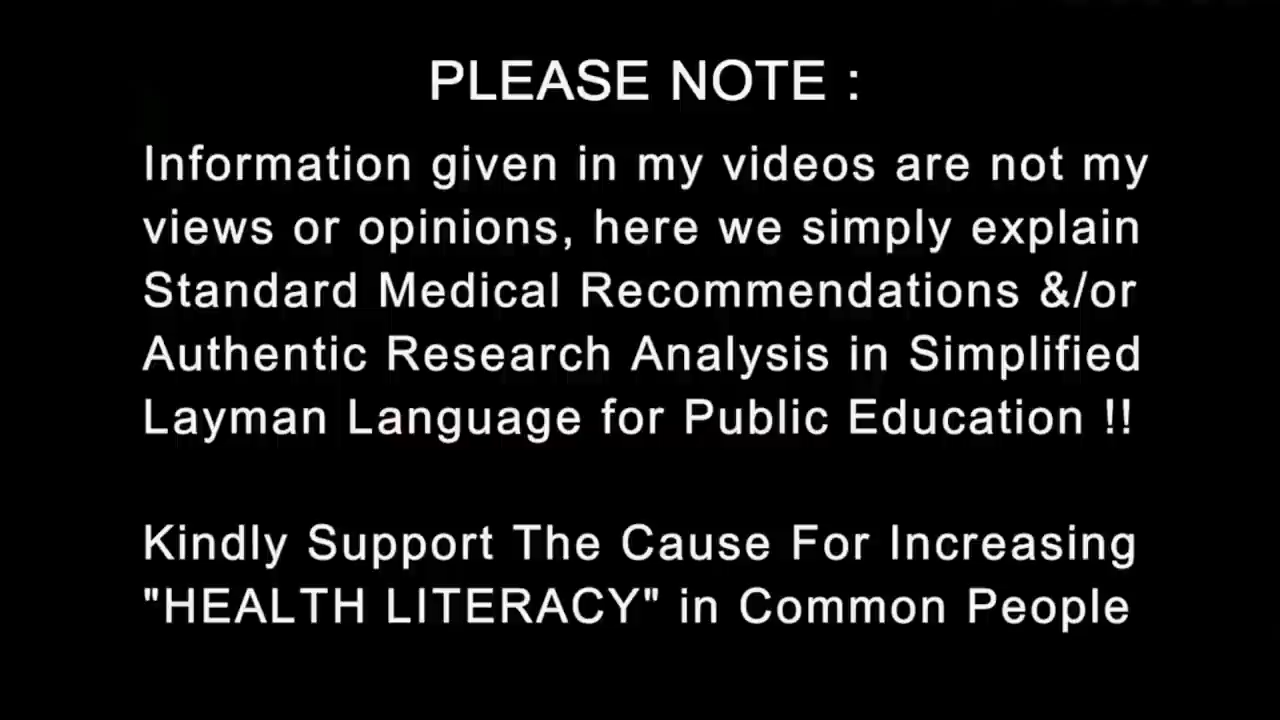 PLEASE NOTE :
Information given in my videos are not my
views or opinions, here we simply explain
Standard Medical Recommendations &/or
Authentic Research Analysis in Simplified
Layman Language for Public Education !!
Kindly Support The Cause For Increasing
"HEALTH LITERACY" in Common People